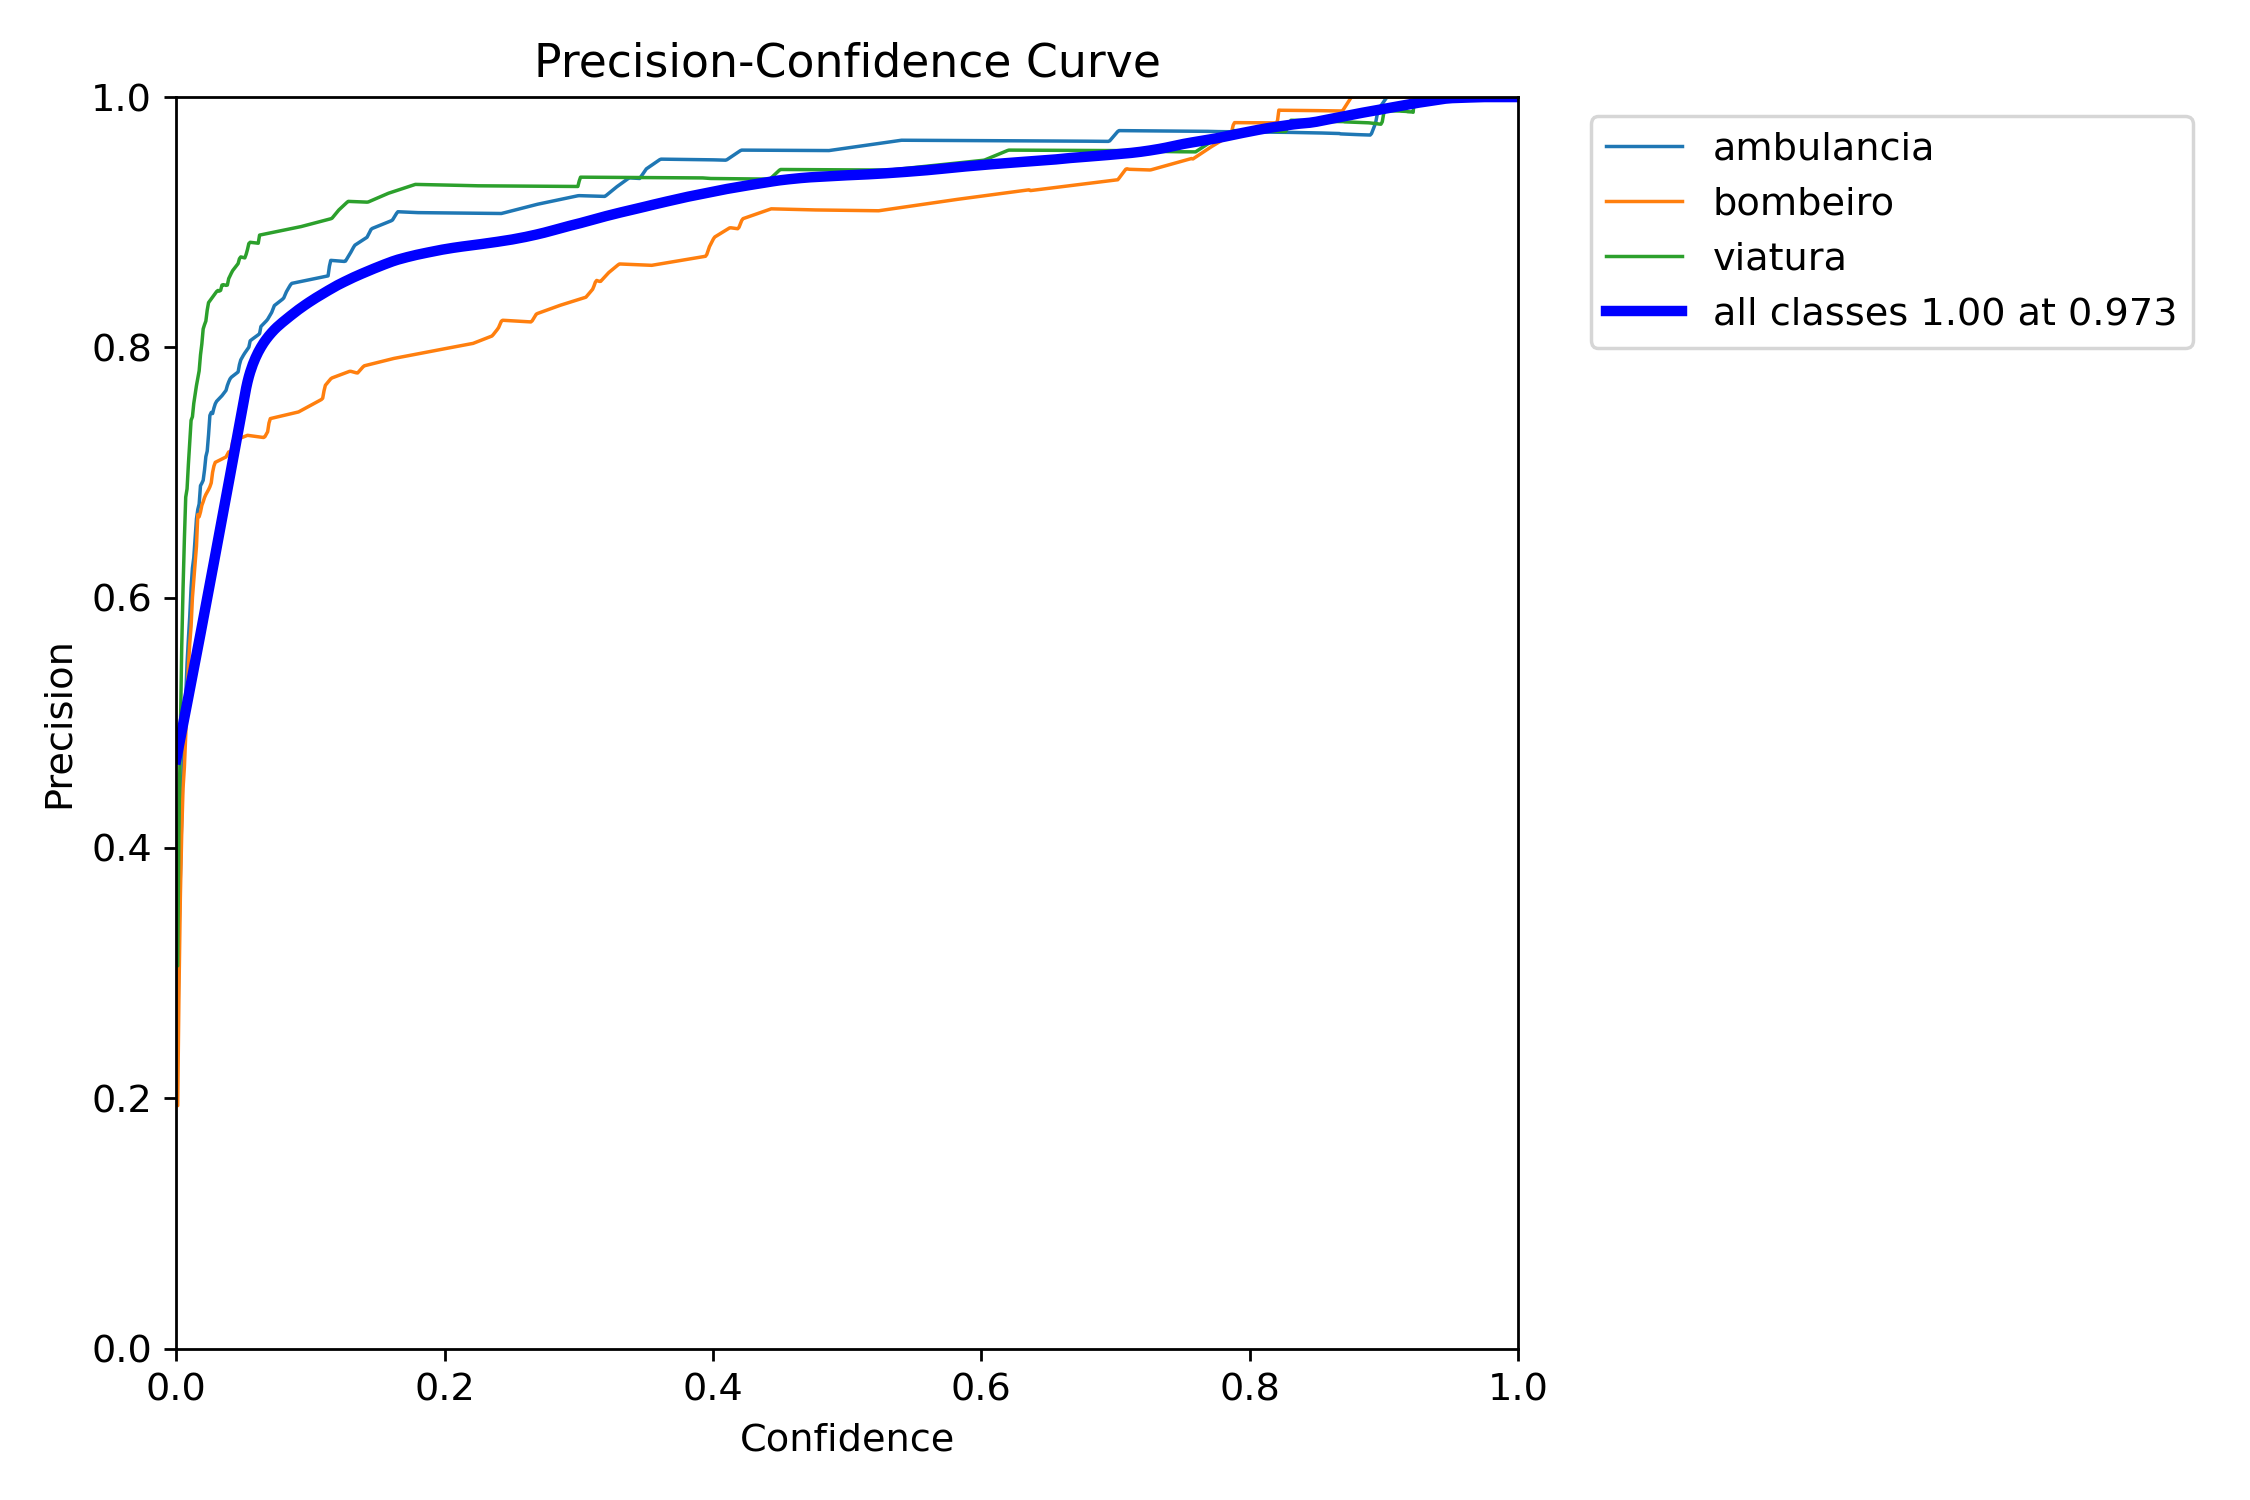 Precision-Confidence Curve
1.0
0.8
0.6
0.4
0.2
0.0
Precision
0.0 0.2 0.4 0.6 0.8 1.0
Confidence
ambulancia
bombeiro
viatura
all classes 1.00 at 0.973